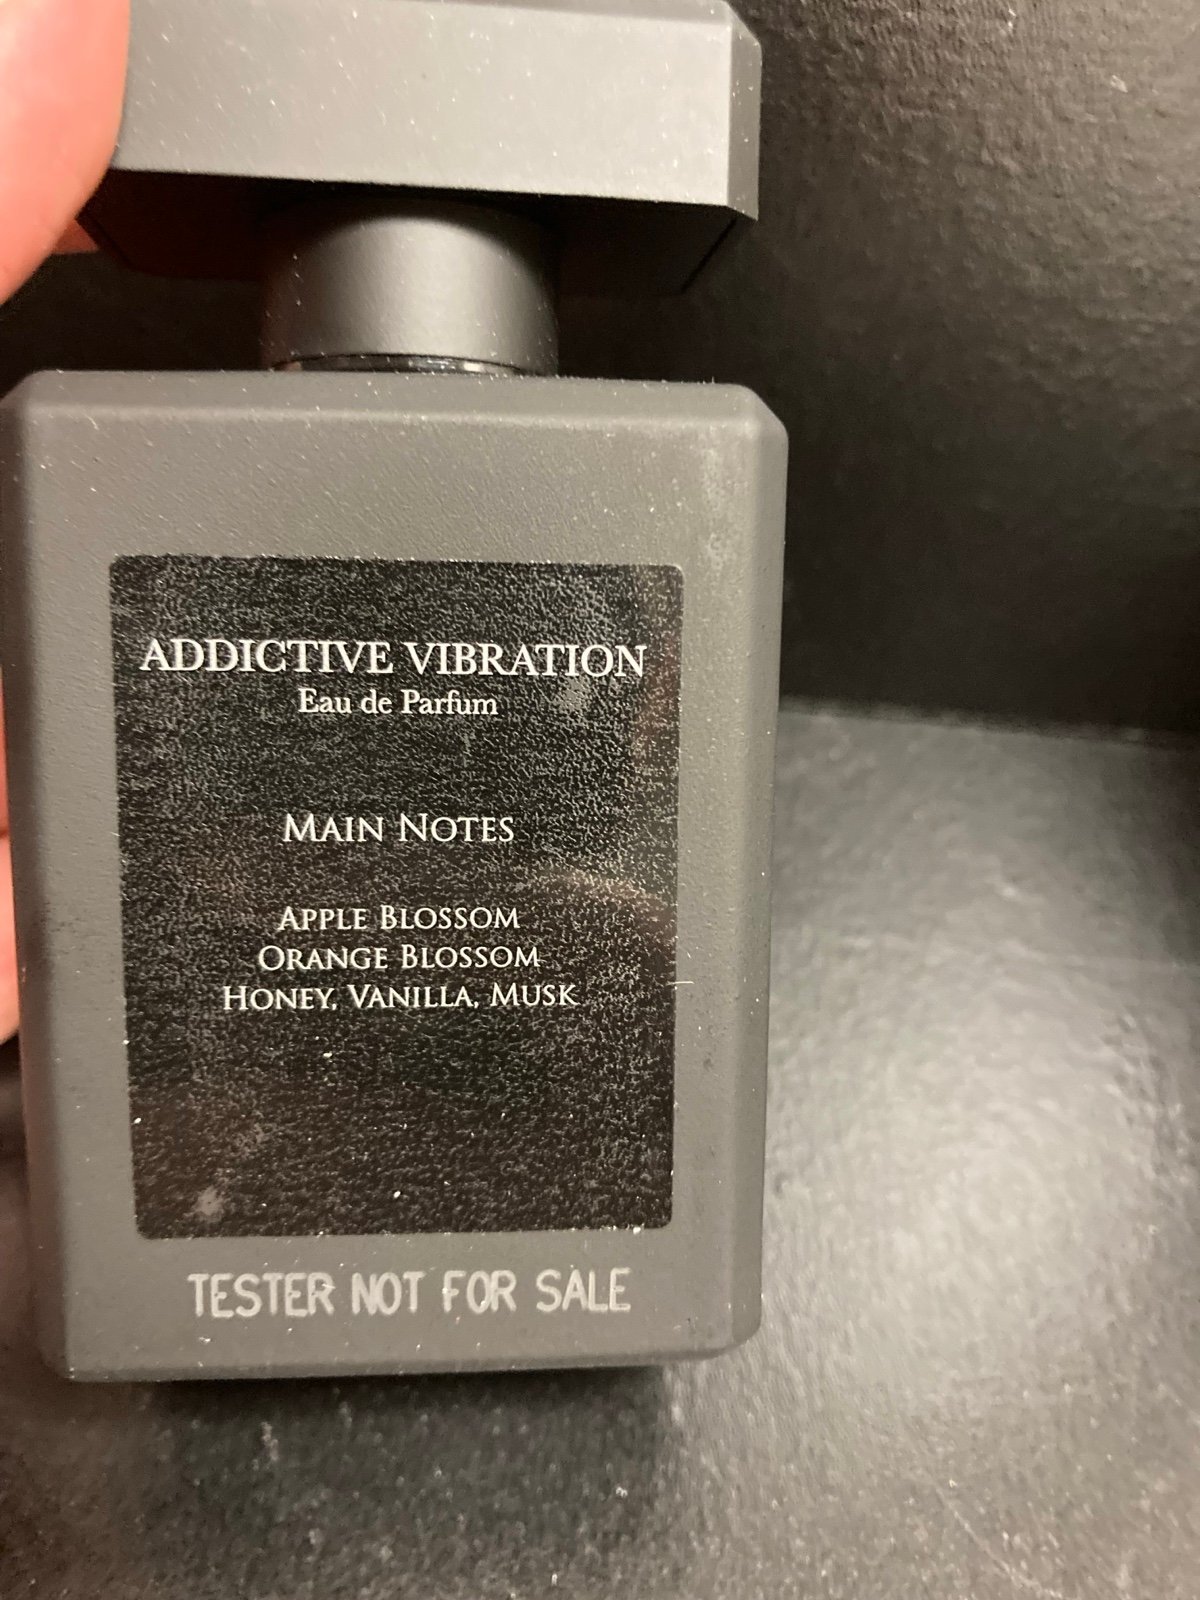 ADDICTIVE VIBRATION
Eau de Parfum
MAIN NOTES
APPLE BLOSSOM
ORANGE BLOSSOM
HONEY, VANILLA, MUSK
TESTER NOT FOR SALE